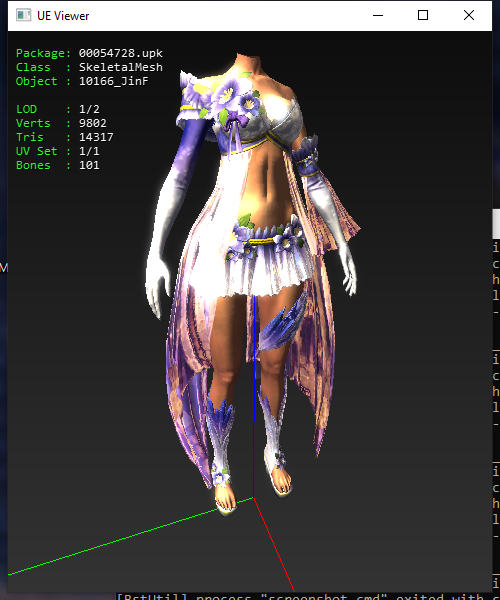 UE Viewer
Package: 00054728.upk
Class  : SkeletalMesh
Object : 10166_JinF
LOD    : 1/2
Verts  : 9802
Tris   : 14317
UV Set : 1/1
Bones  : 101
M
i
c
h
l
-
i
c
h
l
-
i
c
h
l
-
i
[BstUtil] process "screenshot.cmd" exited with c